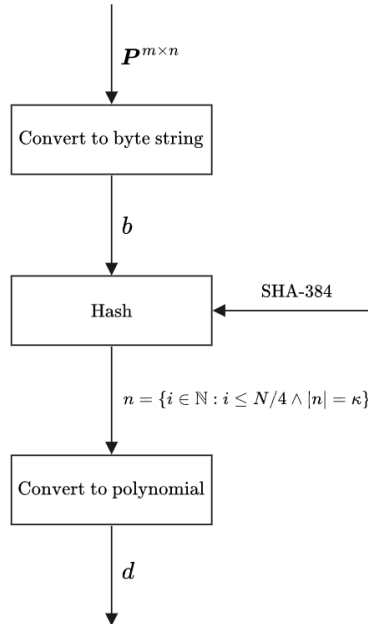 P^{m×n}
Convert to byte string
b
SHA-384
Hash
n = {i ∈ ℕ : i ≤ N/4 ∧ |n| = κ}
Convert to polynomial
d